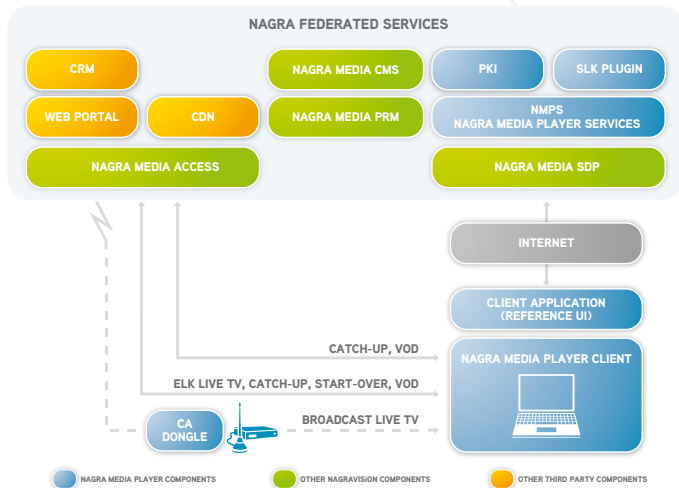 NAGRA FEDERATED SERVICES
CRM
NAGRA MEDIA CMS
PKI
SLK PLUGIN
WEB PORTAL
CDN
NAGRA MEDIA PRM
NMPS
NAGRA MEDIA PLAYER SERVICES
NAGRA MEDIA ACCESS
NAGRA MEDIA SDP
INTERNET
CLIENT APPLICATION
(REFERENCE UI)
CATCH-UP, VOD
NAGRA MEDIA PLAYER CLIENT
ELK LIVE TV, CATCH-UP, START-OVER, VOD
CA
DONGLE
BROADCAST LIVE TV
NAGRA MEDIA PLAYER COMPONENTS
OTHER NAGRAVISiON COMPONENTS
OTHER THIRD PARTY COMPONENTS